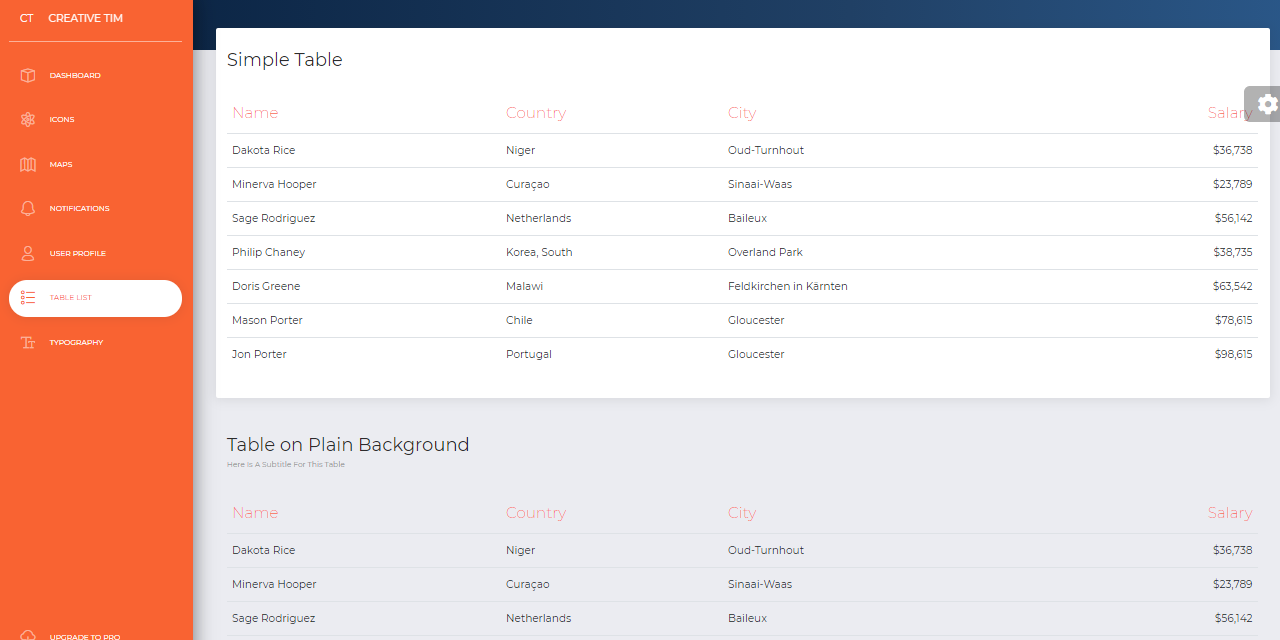 CT CREATIVE TIM
DASHBOARD
ICONS
MAPS
NOTIFICATIONS
USER PROFILE
TABLE LIST
TYPOGRAPHY
UPGRADE TO PRO
Simple Table
Name Country City Salary
Dakota Rice Niger Oud-Turnhout $36,738
Minerva Hooper Curaçao Sinaai-Waas $23,789
Sage Rodriguez Netherlands Baileux $56,142
Philip Chaney Korea, South Overland Park $38,735
Doris Greene Malawi Feldkirchen in Kärnten $63,542
Mason Porter Chile Gloucester $78,615
Jon Porter Portugal Gloucester $98,615
Table on Plain Background
Here Is A Subtitle For This Table
Name Country City Salary
Dakota Rice Niger Oud-Turnhout $36,738
Minerva Hooper Curaçao Sinaai-Waas $23,789
Sage Rodriguez Netherlands Baileux $56,142